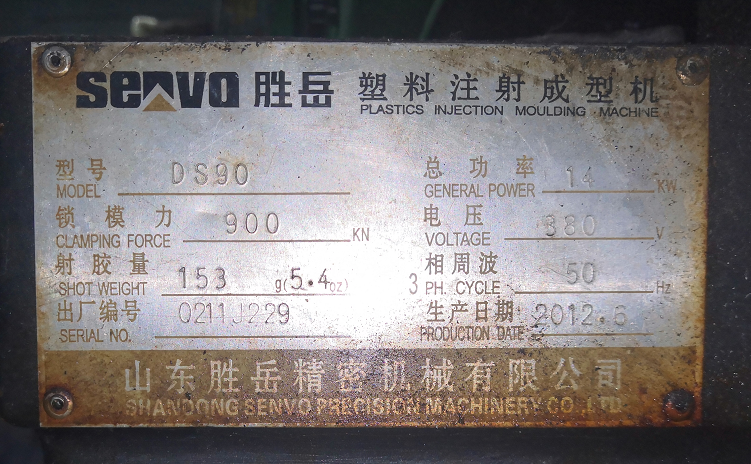 senvo 胜岳 塑料注射成型机
PLASTICS INJECTION MOULDING MACHINE
型号 DS90 总功率 14 KW
MODEL GENERAL POWER
锁模力 900 KN 电压 380 V
CLAMPING FORCE VOLTAGE
射胶量 153 g(5.4oz) 3相周波 50 Hz
SHOT WEIGHT PH. CYCLE
出厂编号 0211J229 生产日期 2012.6
SERIAL NO. PRODUCTION DATE
山东胜岳精密机械有限公司
SHANDONG SENVO PRECISION MACHINERY CO.,LTD